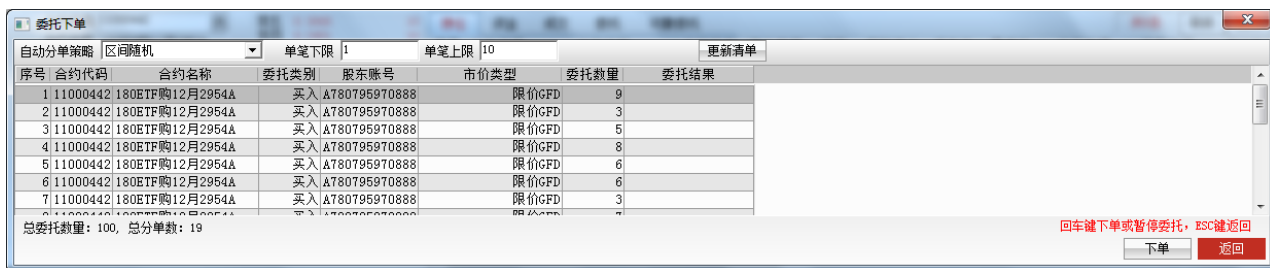 委托下单
自动分单策略 区间随机 单笔下限 1 单笔上限 10 更新清单
序号 合约代码 合约名称 委托类别 股东账号 市价类型 委托数量 委托结果
1 11000442 180ETF购12月2954A 买入 A780795970888 限价GFD 9
2 11000442 180ETF购12月2954A 买入 A780795970888 限价GFD 3
3 11000442 180ETF购12月2954A 买入 A780795970888 限价GFD 5
4 11000442 180ETF购12月2954A 买入 A780795970888 限价GFD 8
5 11000442 180ETF购12月2954A 买入 A780795970888 限价GFD 6
6 11000442 180ETF购12月2954A 买入 A780795970888 限价GFD 6
7 11000442 180ETF购12月2954A 买入 A780795970888 限价GFD 3
总委托数量: 100, 总分单数: 19
回车键下单或暂停委托, ESC键返回
下单 返回